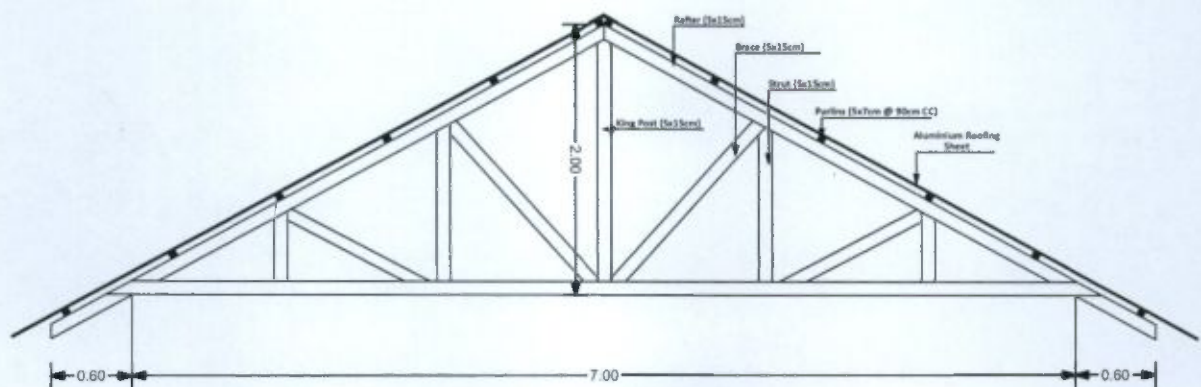 Rafter (5x15cm)
Brace (5x15cm)
Strut (5x15cm)
King Post (5x15cm)
Purlins (5x7cm @ 90cm CC)
Aluminium Roofing
Sheet
2.00
0.60
7.00
0.60